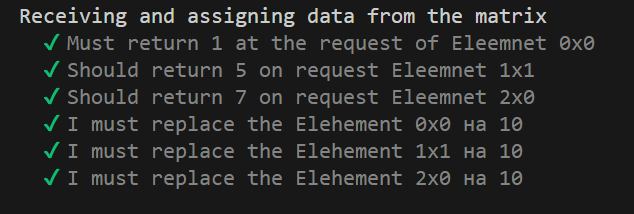 Receiving and assigning data from the matrix
✓ Must return 1 at the request of Eleemnet 0x0
✓ Should return 5 on request Eleemnet 1x1
✓ Should return 7 on request Eleemnet 2x0
✓ I must replace the Elehement 0x0 на 10
✓ I must replace the Elehement 1x1 на 10
✓ I must replace the Elehement 2x0 на 10